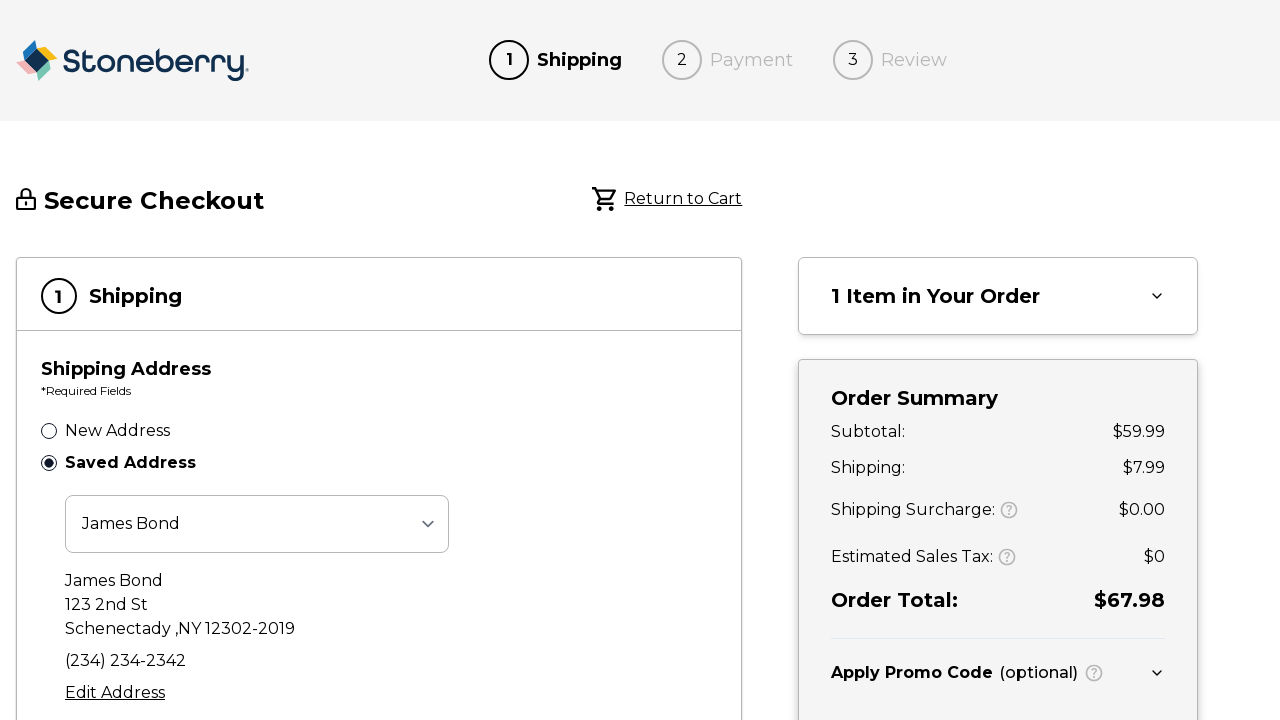 Stoneberry
1 Shipping
2 Payment
3 Review
Secure Checkout
Return to Cart
1 Shipping
Shipping Address
*Required Fields
New Address
Saved Address
James Bond
James Bond
123 2nd St
Schenectady ,NY 12302-2019
(234) 234-2342
Edit Address
1 Item in Your Order
Order Summary
Subtotal: $59.99
Shipping: $7.99
Shipping Surcharge: ? $0.00
Estimated Sales Tax: ? $0
Order Total: $67.98
Apply Promo Code (optional) ?